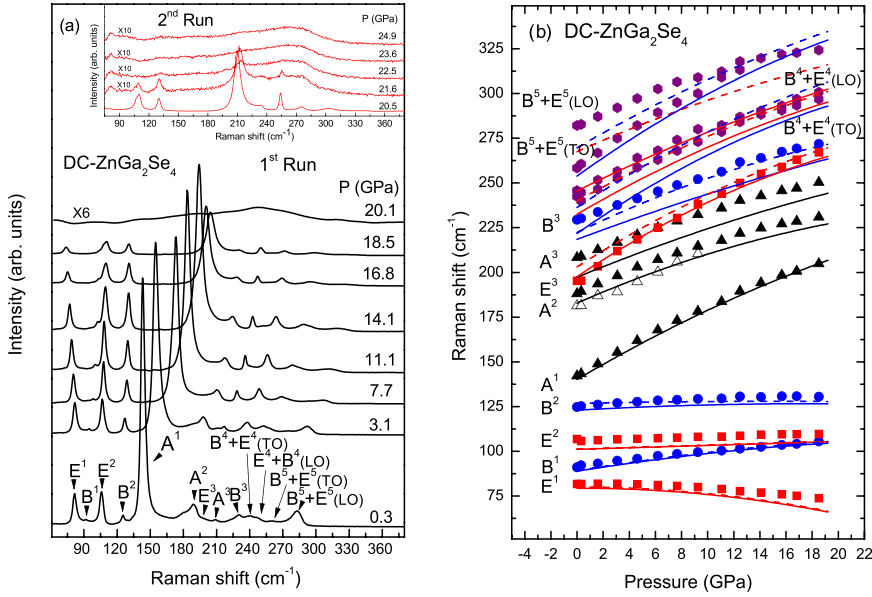 (a)
2nd Run
P (GPa)
X10
24.9
X10
23.6
X10
22.5
X10
21.6
20.5
Intensity (arb. units)
90 120 150 180 210 240 270 300 330 360
Raman shift (cm-1)
DC-ZnGa2Se4
1st Run
P (GPa)
X6
20.1
18.5
16.8
14.1
11.1
7.7
3.1
0.3
A1
B4+E4(TO)
E4+B4(LO)
B5+E5(TO)
B5+E5(LO)
E1
B1
E2
B2
A2
E3
A3
B3
Intensity (arb. units)
90 120 150 180 210 240 270 300 330 360
Raman shift (cm-1)
(b)
DC-ZnGa2Se4
B4+E4(LO)
B5+E5(LO)
B4+E4(TO)
B5+E5(TO)
B3
A3
E3
A2
A1
B2
E2
B1
E1
325
300
275
250
225
200
175
150
125
100
75
Raman shift (cm-1)
-4 -2 0 2 4 6 8 10 12 14 16 18 20 22
Pressure (GPa)